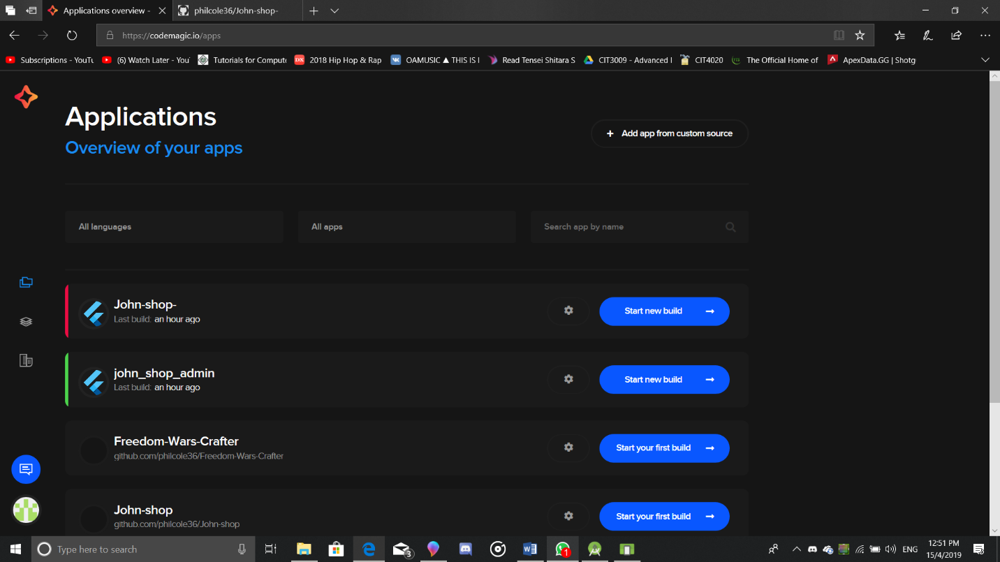 Applications overview -
philcole36/John-shop-
https://codemagic.io/apps
Subscriptions - YouTu
(6) Watch Later - You
Tutorials for Compute
DX
2018 Hip Hop & Rap
OAMUSIC ▲ THIS IS I
Read Tensei Shitara S
CIT3009 - Advanced I
CIT4020
The Official Home of
ApexData.GG | Shotg
Applications
Overview of your apps
+ Add app from custom source
All languages
All apps
Search app by name
John-shop-
Last build: an hour ago
Start new build
john_shop_admin
Last build: an hour ago
Start new build
Freedom-Wars-Crafter
github.com/philcole36/Freedom-Wars-Crafter
Start your first build
John-shop
github.com/philcole36/John-shop
Start your first build
Type here to search
3
1
ENG
12:51 PM
15/4/2019